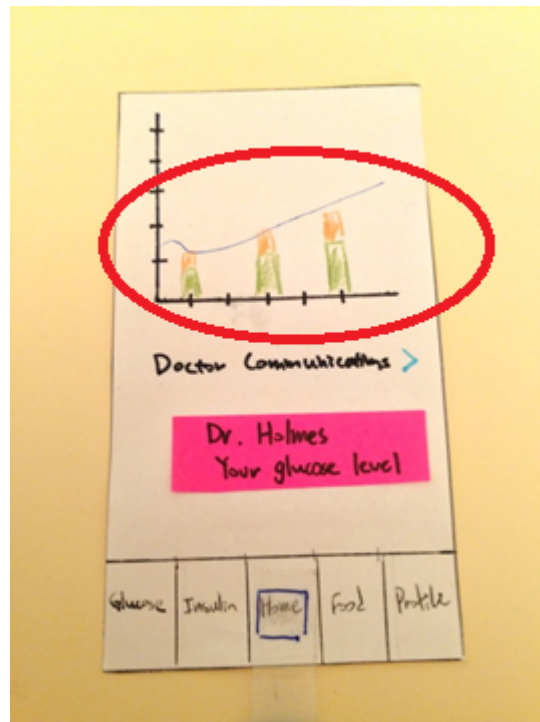 Doctor Communications >
Dr. Holmes
Your glucose level
Glucose Insulin Home Food Profile